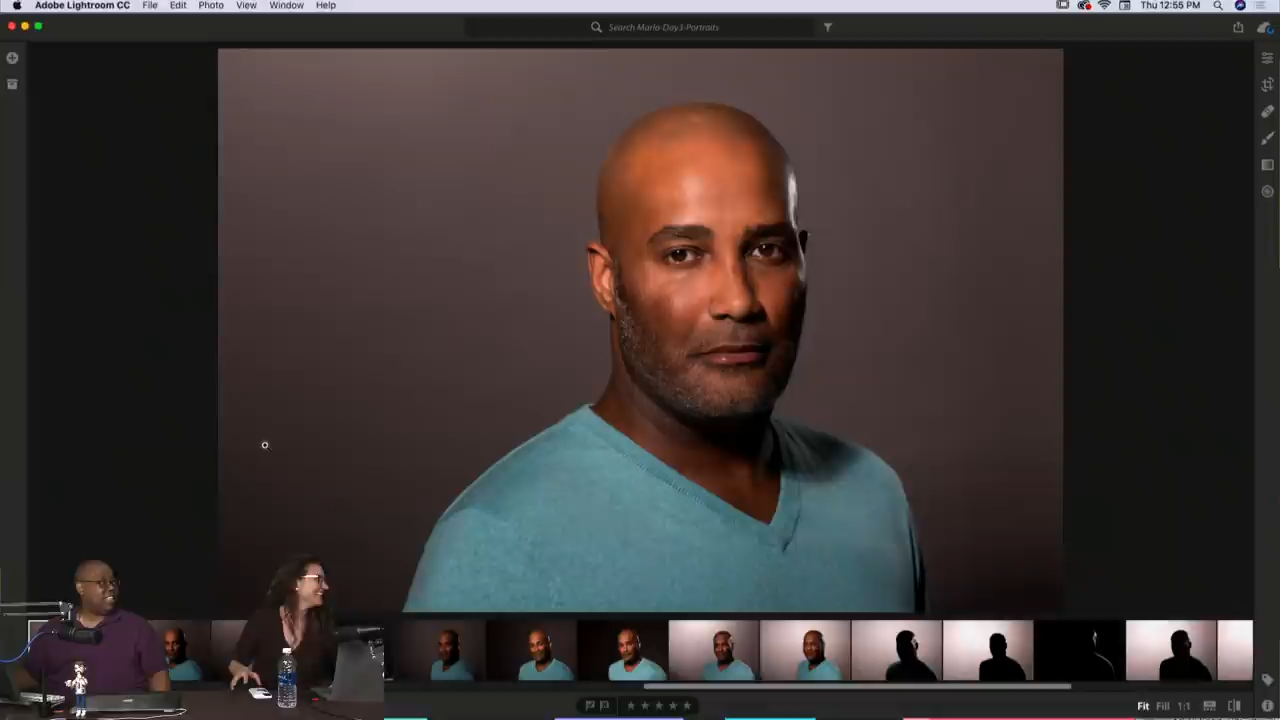 Adobe Lightroom CC File Edit Photo View Window Help Thu 12:55 PM
Search Marlo-Day3-Portraits
Fit Fill 1:1